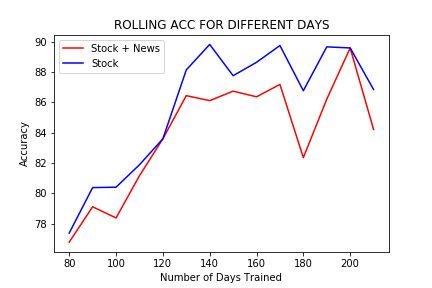 ROLLING ACC FOR DIFFERENT DAYS
90
88
86
84
82
80
78
Accuracy
Stock + News
Stock
80 100 120 140 160 180 200
Number of Days Trained